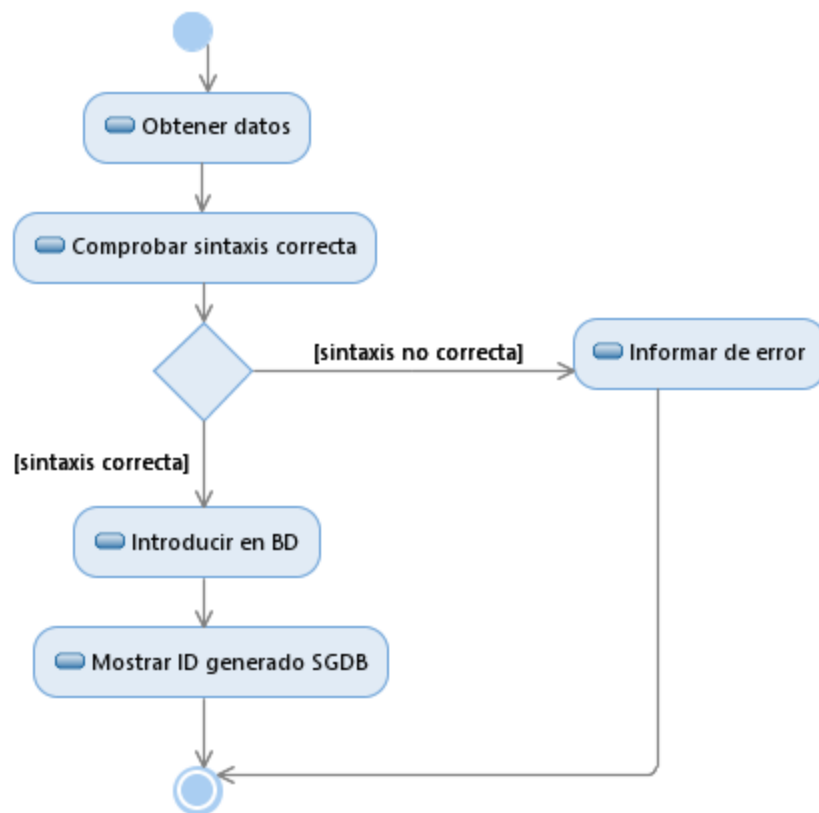 Obtener datos
Comprobar sintaxis correcta
[sintaxis no correcta]
Informar de error
[sintaxis correcta]
Introducir en BD
Mostrar ID generado SGDB